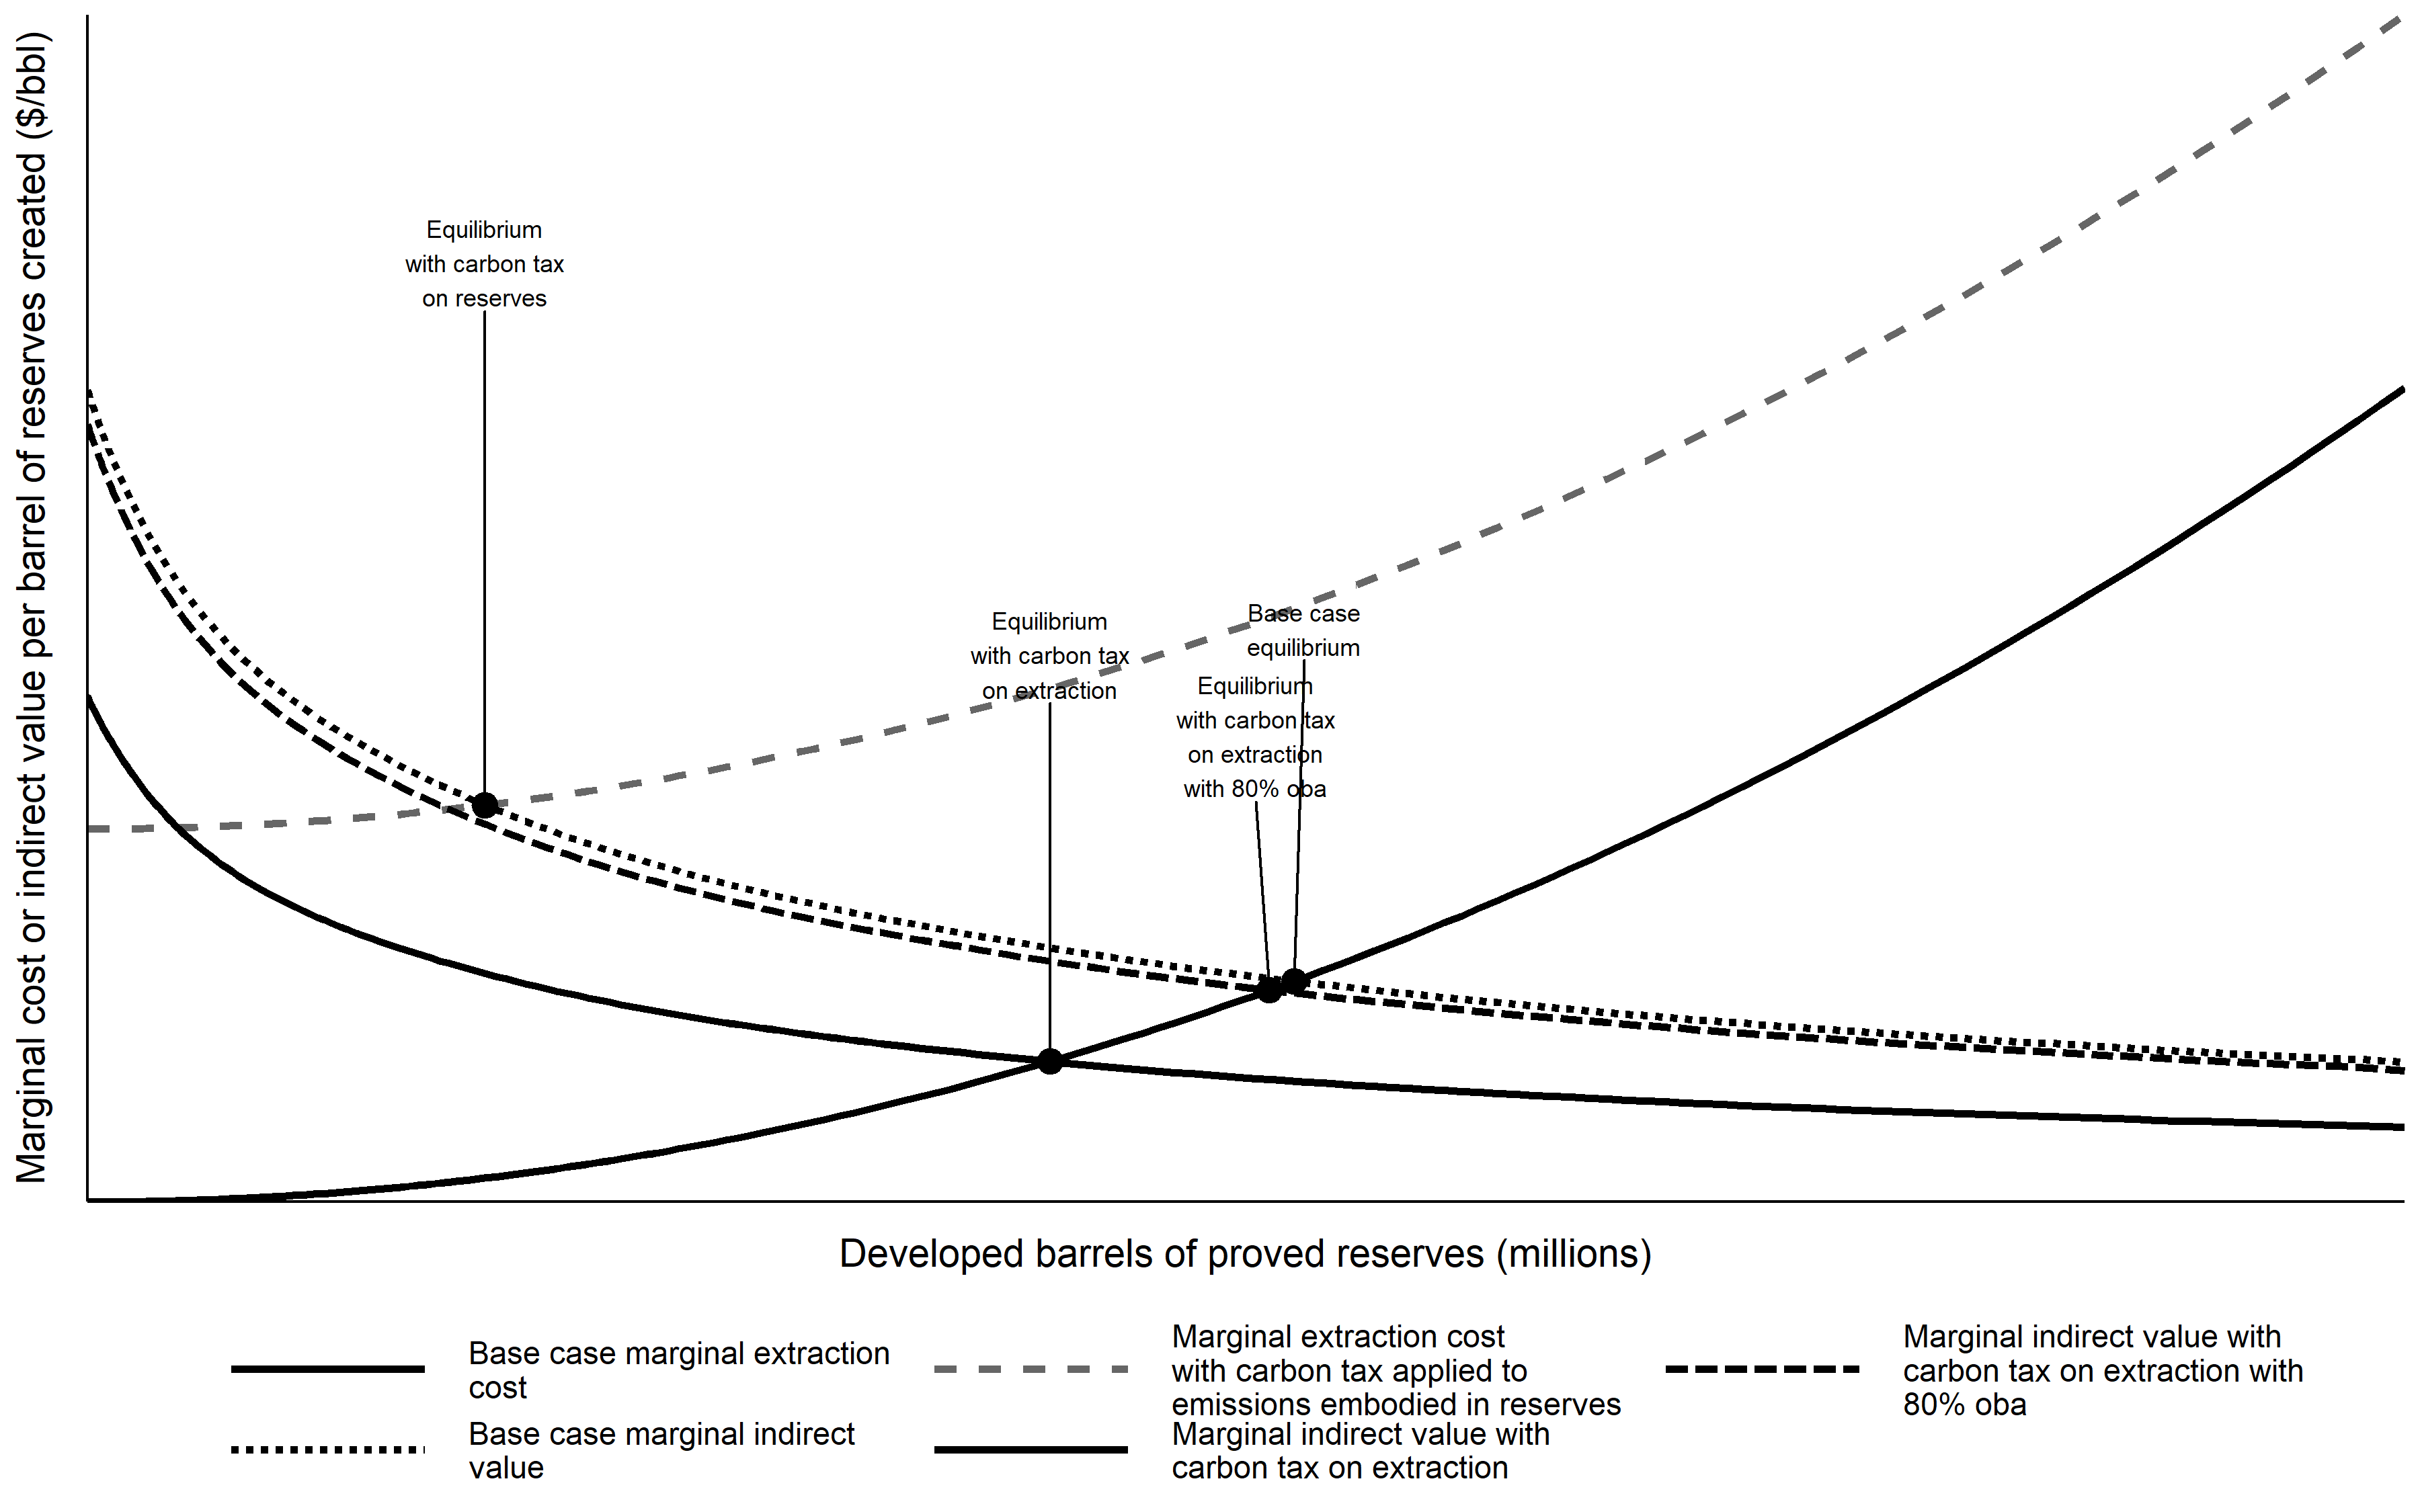 Marginal cost or indirect value per barrel of reserves created ($/bbl)
Equilibrium
with carbon tax
on reserves
Equilibrium
with carbon tax
on extraction
Base case
equilibrium
Equilibrium
with carbon tax
on extraction
with 80% oba
Developed barrels of proved reserves (millions)
Base case marginal extraction
cost
Base case marginal indirect
value
Marginal extraction cost
with carbon tax applied to
emissions embodied in reserves
Marginal indirect value with
carbon tax on extraction
Marginal indirect value with
carbon tax on extraction with
80% oba